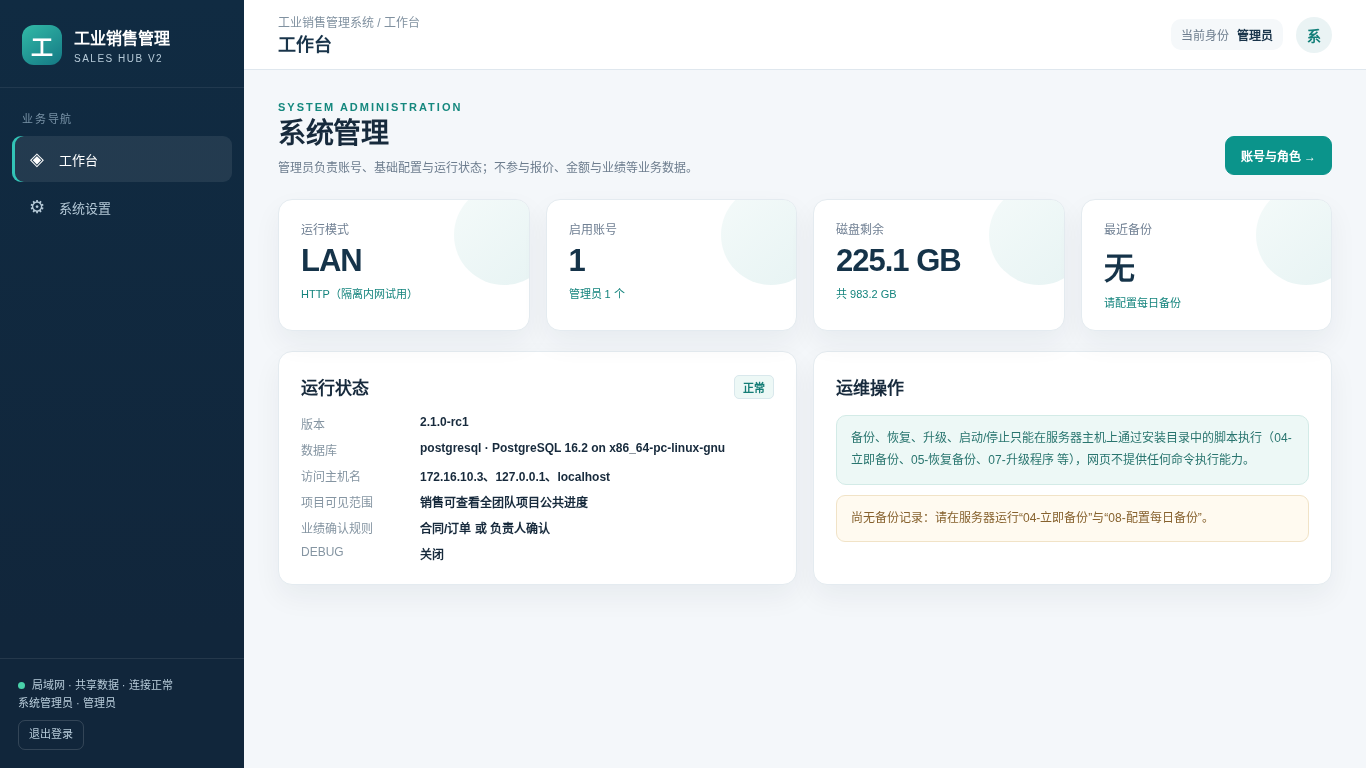 工
工业销售管理
SALES HUB V2
业务导航
◈ 工作台
⚙ 系统设置
局域网 · 共享数据 · 连接正常
系统管理员 · 管理员
退出登录
工业销售管理系统 / 工作台
工作台
当前身份 管理员
系
SYSTEM ADMINISTRATION
系统管理
管理员负责账号、基础配置与运行状态；不参与报价、金额与业绩等业务数据。
账号与角色 →
运行模式
LAN
HTTP（隔离内网试用）
启用账号
1
管理员 1 个
磁盘剩余
225.1 GB
共 983.2 GB
最近备份
无
请配置每日备份
运行状态
正常
版本 2.1.0-rc1
数据库 postgresql · PostgreSQL 16.2 on x86_64-pc-linux-gnu
访问主机名 172.16.10.3、127.0.0.1、localhost
项目可见范围 销售可查看全团队项目公共进度
业绩确认规则 合同/订单 或 负责人确认
DEBUG 关闭
运维操作
备份、恢复、升级、启动/停止只能在服务器主机上通过安装目录中的脚本执行（04-
立即备份、05-恢复备份、07-升级程序 等），网页不提供任何命令执行能力。
尚无备份记录：请在服务器运行“04-立即备份”与“08-配置每日备份”。